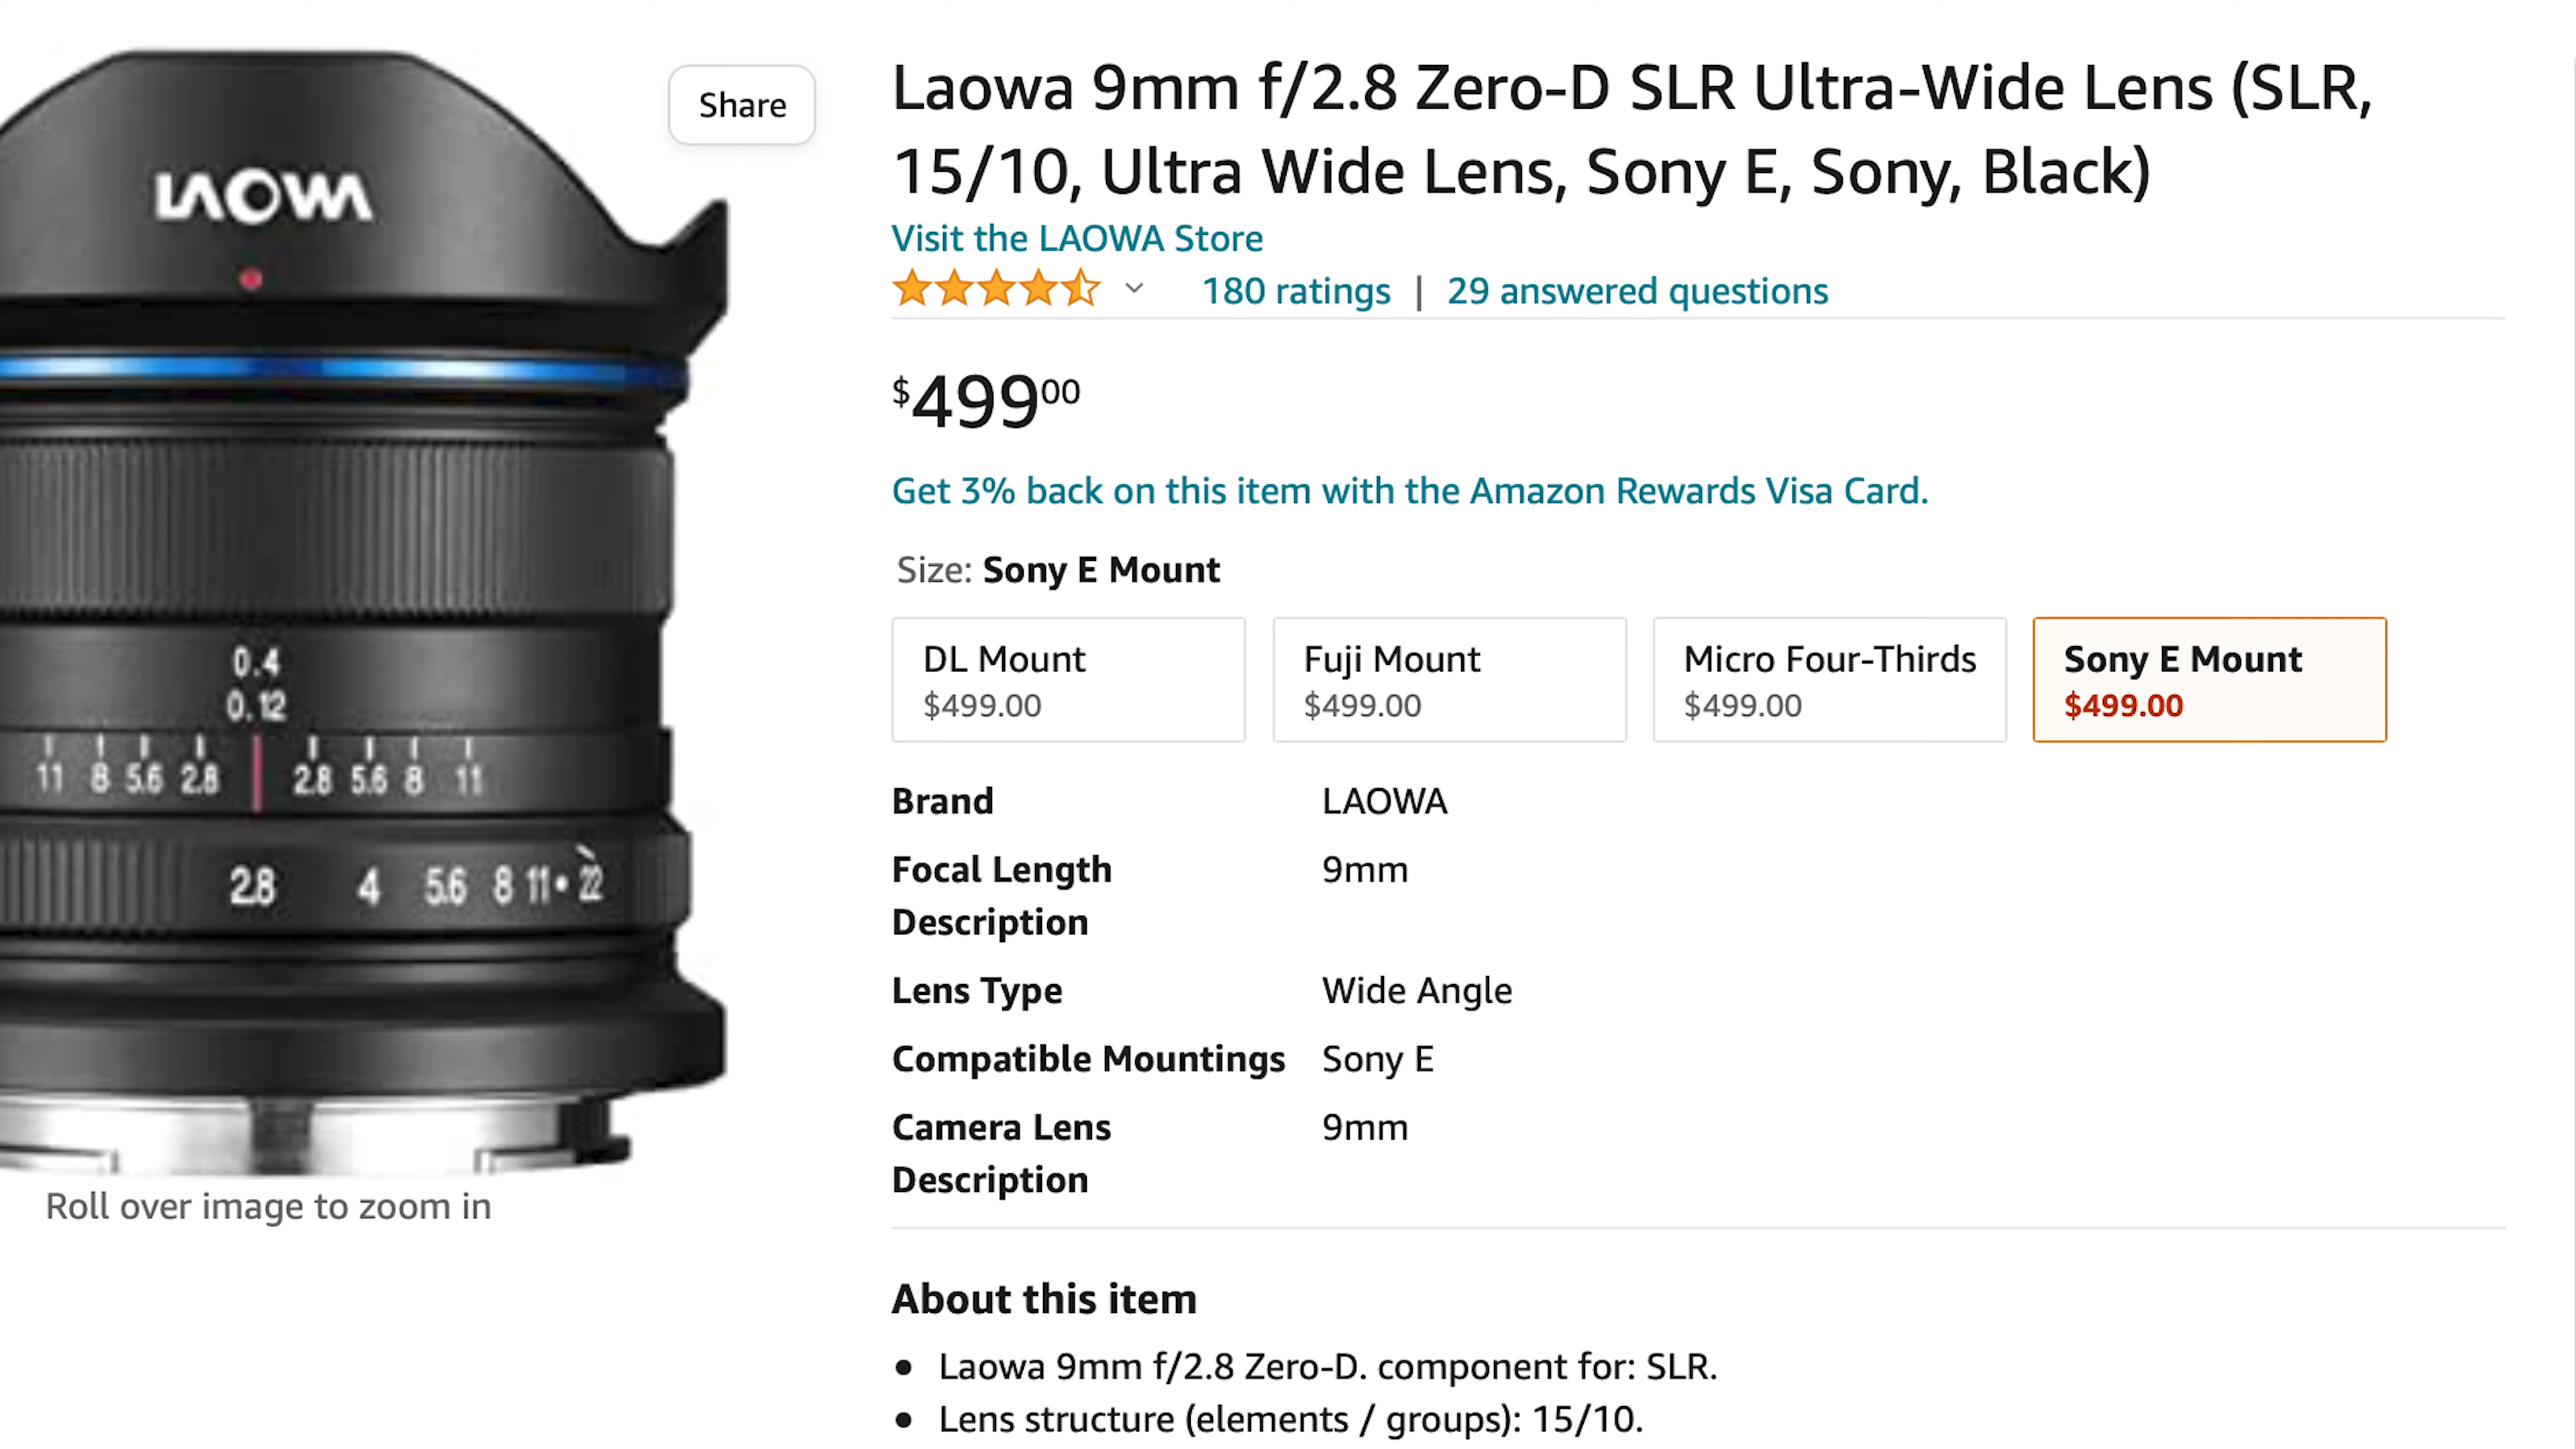 LAOWA
0.4
0.12
11 8 5.6 2.8 2.8 5.6 8 11
2.8 4 5.6 8 11 • 22
Roll over image to zoom in
Share
Laowa 9mm f/2.8 Zero-D SLR Ultra-Wide Lens (SLR,
15/10, Ultra Wide Lens, Sony E, Sony, Black)
Visit the LAOWA Store
180 ratings | 29 answered questions
$49900
Get 3% back on this item with the Amazon Rewards Visa Card.
Size: Sony E Mount
DL Mount Fuji Mount Micro Four-Thirds Sony E Mount
$499.00 $499.00 $499.00 $499.00
Brand LAOWA
Focal Length 9mm
Description
Lens Type Wide Angle
Compatible Mountings Sony E
Camera Lens 9mm
Description
About this item
• Laowa 9mm f/2.8 Zero-D. component for: SLR.
• Lens structure (elements / groups): 15/10.